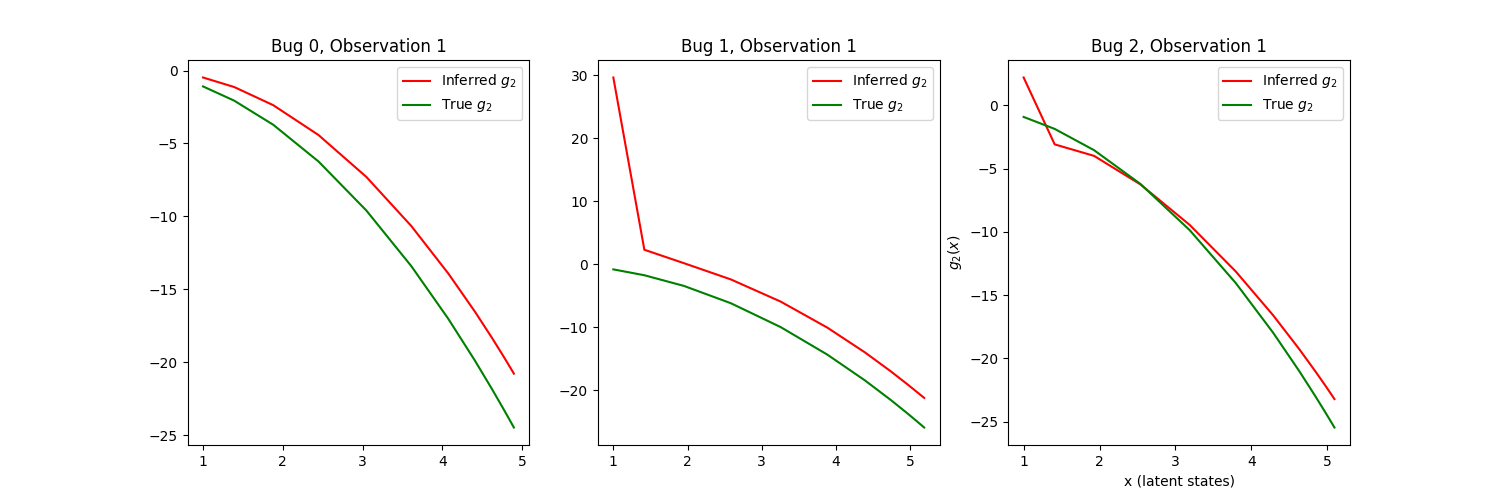 Bug 0, Observation 1
Inferred g₂
True g₂
0
−5
−10
−15
−20
−25
1 2 3 4 5
Bug 1, Observation 1
Inferred g₂
True g₂
30
20
10
0
−10
−20
1 2 3 4 5
Bug 2, Observation 1
Inferred g₂
True g₂
g₂(x)
0
−5
−10
−15
−20
−25
1 2 3 4 5
x (latent states)